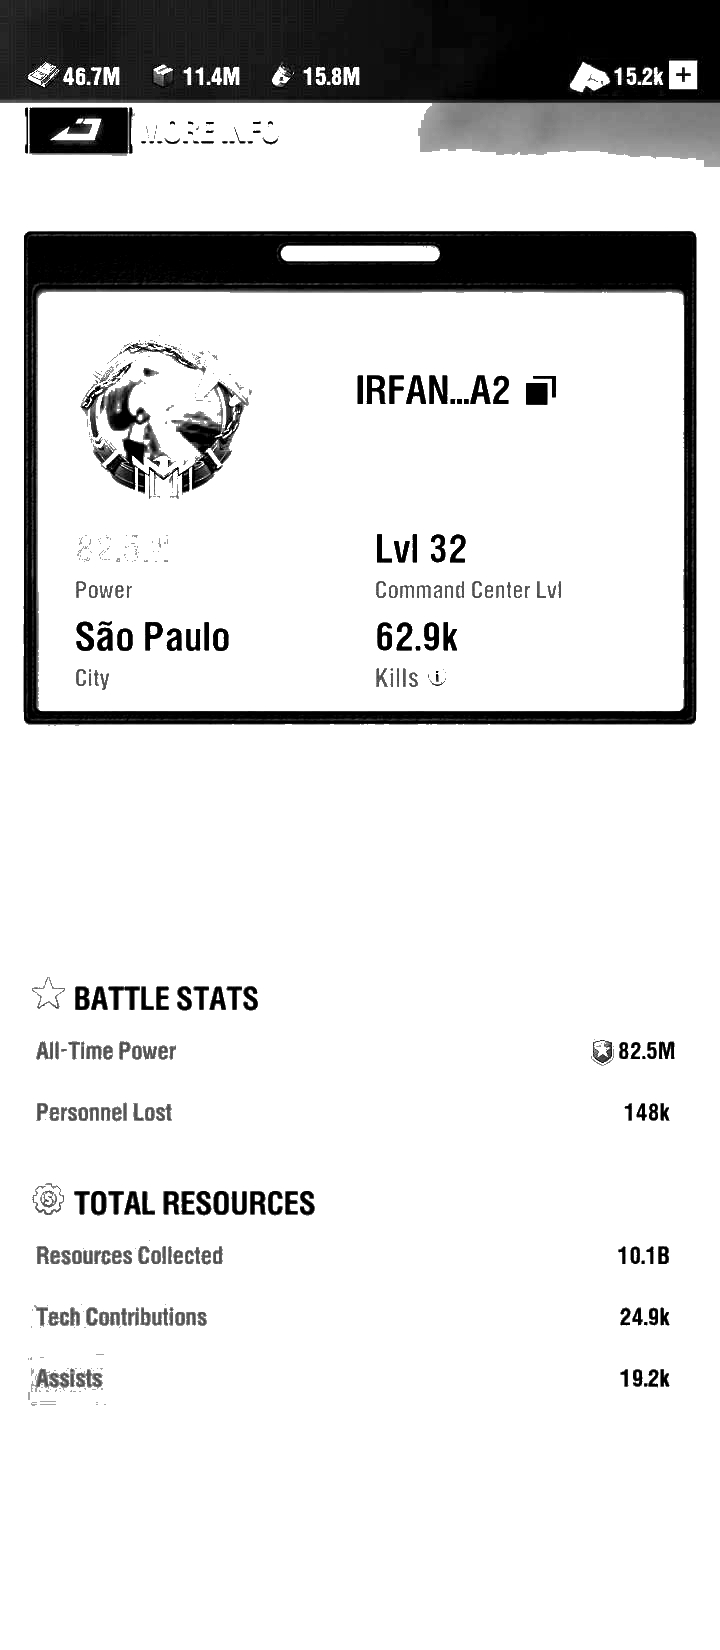 46.7M 11.4M 15.8M 15.2k +
MORE INFO
IRFAN...A2
82.5M Lvl 32
Power Command Center Lvl
São Paulo 62.9k
City Kills i
BATTLE STATS
All-Time Power 82.5M
Personnel Lost 148k
TOTAL RESOURCES
Resources Collected 10.1B
Tech Contributions 24.9k
Assists 19.2k